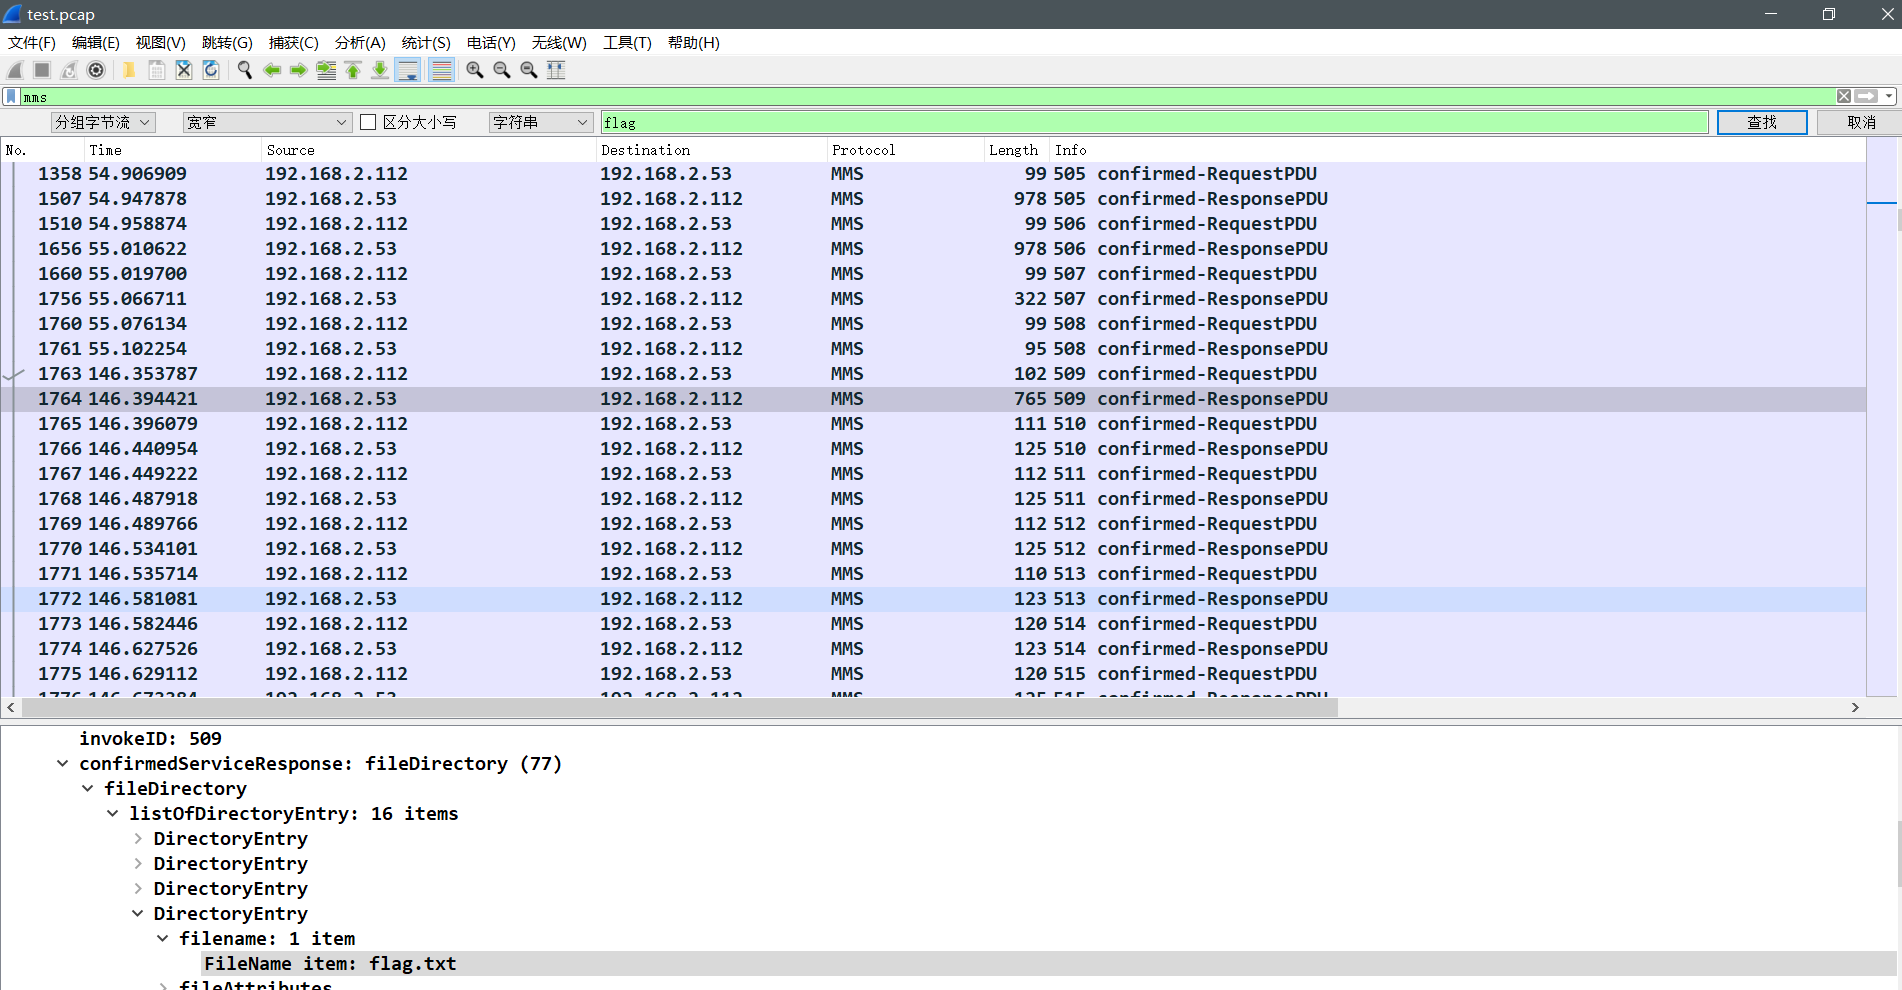 test.pcap
文件(F) 编辑(E) 视图(V) 跳转(G) 捕获(C) 分析(A) 统计(S) 电话(Y) 无线(W) 工具(T) 帮助(H)
mms
分组字节流 宽窄 区分大小写 字符串 flag 查找 取消
No. Time Source Destination Protocol Length Info
1358 54.906909 192.168.2.112 192.168.2.53 MMS 99 505 confirmed-RequestPDU
1507 54.947878 192.168.2.53 192.168.2.112 MMS 978 505 confirmed-ResponsePDU
1510 54.958874 192.168.2.112 192.168.2.53 MMS 99 506 confirmed-RequestPDU
1656 55.010622 192.168.2.53 192.168.2.112 MMS 978 506 confirmed-ResponsePDU
1660 55.019700 192.168.2.112 192.168.2.53 MMS 99 507 confirmed-RequestPDU
1756 55.066711 192.168.2.53 192.168.2.112 MMS 322 507 confirmed-ResponsePDU
1760 55.076134 192.168.2.112 192.168.2.53 MMS 99 508 confirmed-RequestPDU
1761 55.102254 192.168.2.53 192.168.2.112 MMS 95 508 confirmed-ResponsePDU
1763 146.353787 192.168.2.112 192.168.2.53 MMS 102 509 confirmed-RequestPDU
1764 146.394421 192.168.2.53 192.168.2.112 MMS 765 509 confirmed-ResponsePDU
1765 146.396079 192.168.2.112 192.168.2.53 MMS 111 510 confirmed-RequestPDU
1766 146.440954 192.168.2.53 192.168.2.112 MMS 125 510 confirmed-ResponsePDU
1767 146.449222 192.168.2.112 192.168.2.53 MMS 112 511 confirmed-RequestPDU
1768 146.487918 192.168.2.53 192.168.2.112 MMS 125 511 confirmed-ResponsePDU
1769 146.489766 192.168.2.112 192.168.2.53 MMS 112 512 confirmed-RequestPDU
1770 146.534101 192.168.2.53 192.168.2.112 MMS 125 512 confirmed-ResponsePDU
1771 146.535714 192.168.2.112 192.168.2.53 MMS 110 513 confirmed-RequestPDU
1772 146.581081 192.168.2.53 192.168.2.112 MMS 123 513 confirmed-ResponsePDU
1773 146.582446 192.168.2.112 192.168.2.53 MMS 120 514 confirmed-RequestPDU
1774 146.627526 192.168.2.53 192.168.2.112 MMS 123 514 confirmed-ResponsePDU
1775 146.629112 192.168.2.112 192.168.2.53 MMS 120 515 confirmed-RequestPDU
1776 192.168.2.53 192.168.2.112 MMS 515 confirmed-ResponsePDU
invokeID: 509
confirmedServiceResponse: fileDirectory (77)
fileDirectory
listOfDirectoryEntry: 16 items
DirectoryEntry
DirectoryEntry
DirectoryEntry
DirectoryEntry
filename: 1 item
FileName item: flag.txt
fileAttributes